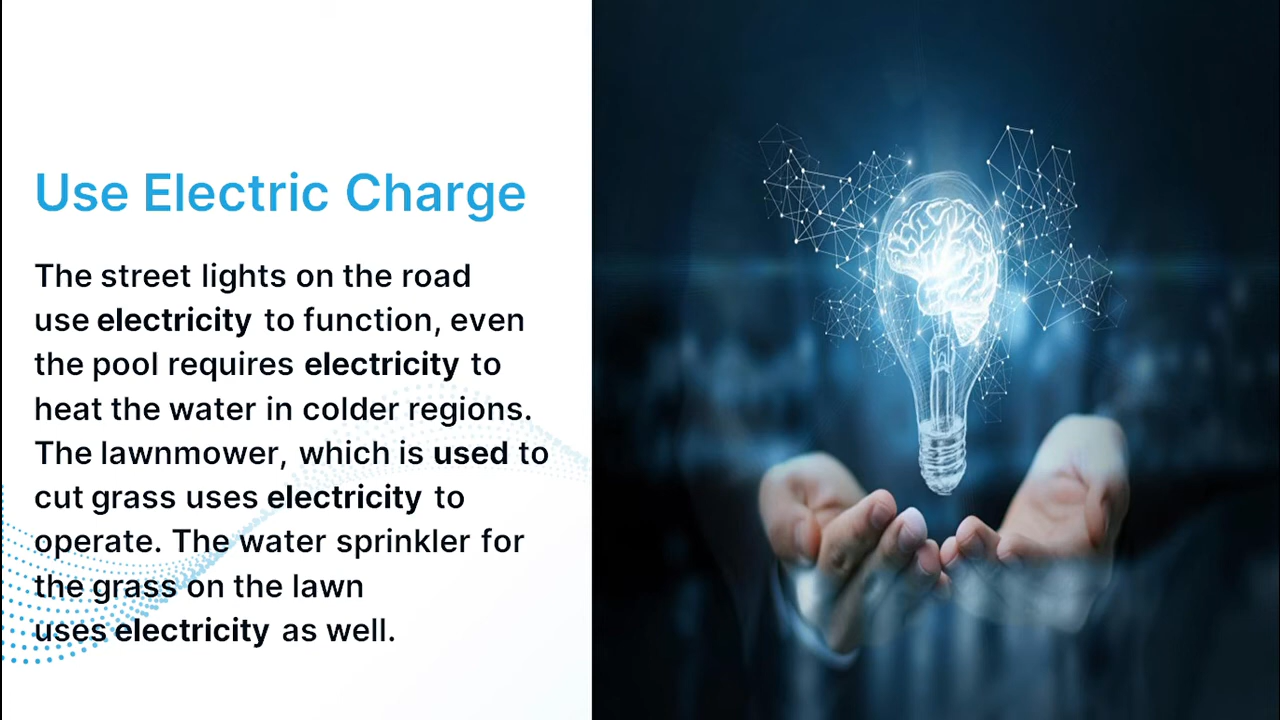 Use Electric Charge
The street lights on the road
use electricity to function, even
the pool requires electricity to
heat the water in colder regions.
The lawnmower, which is used to
cut grass uses electricity to
operate. The water sprinkler for
the grass on the lawn
uses electricity as well.